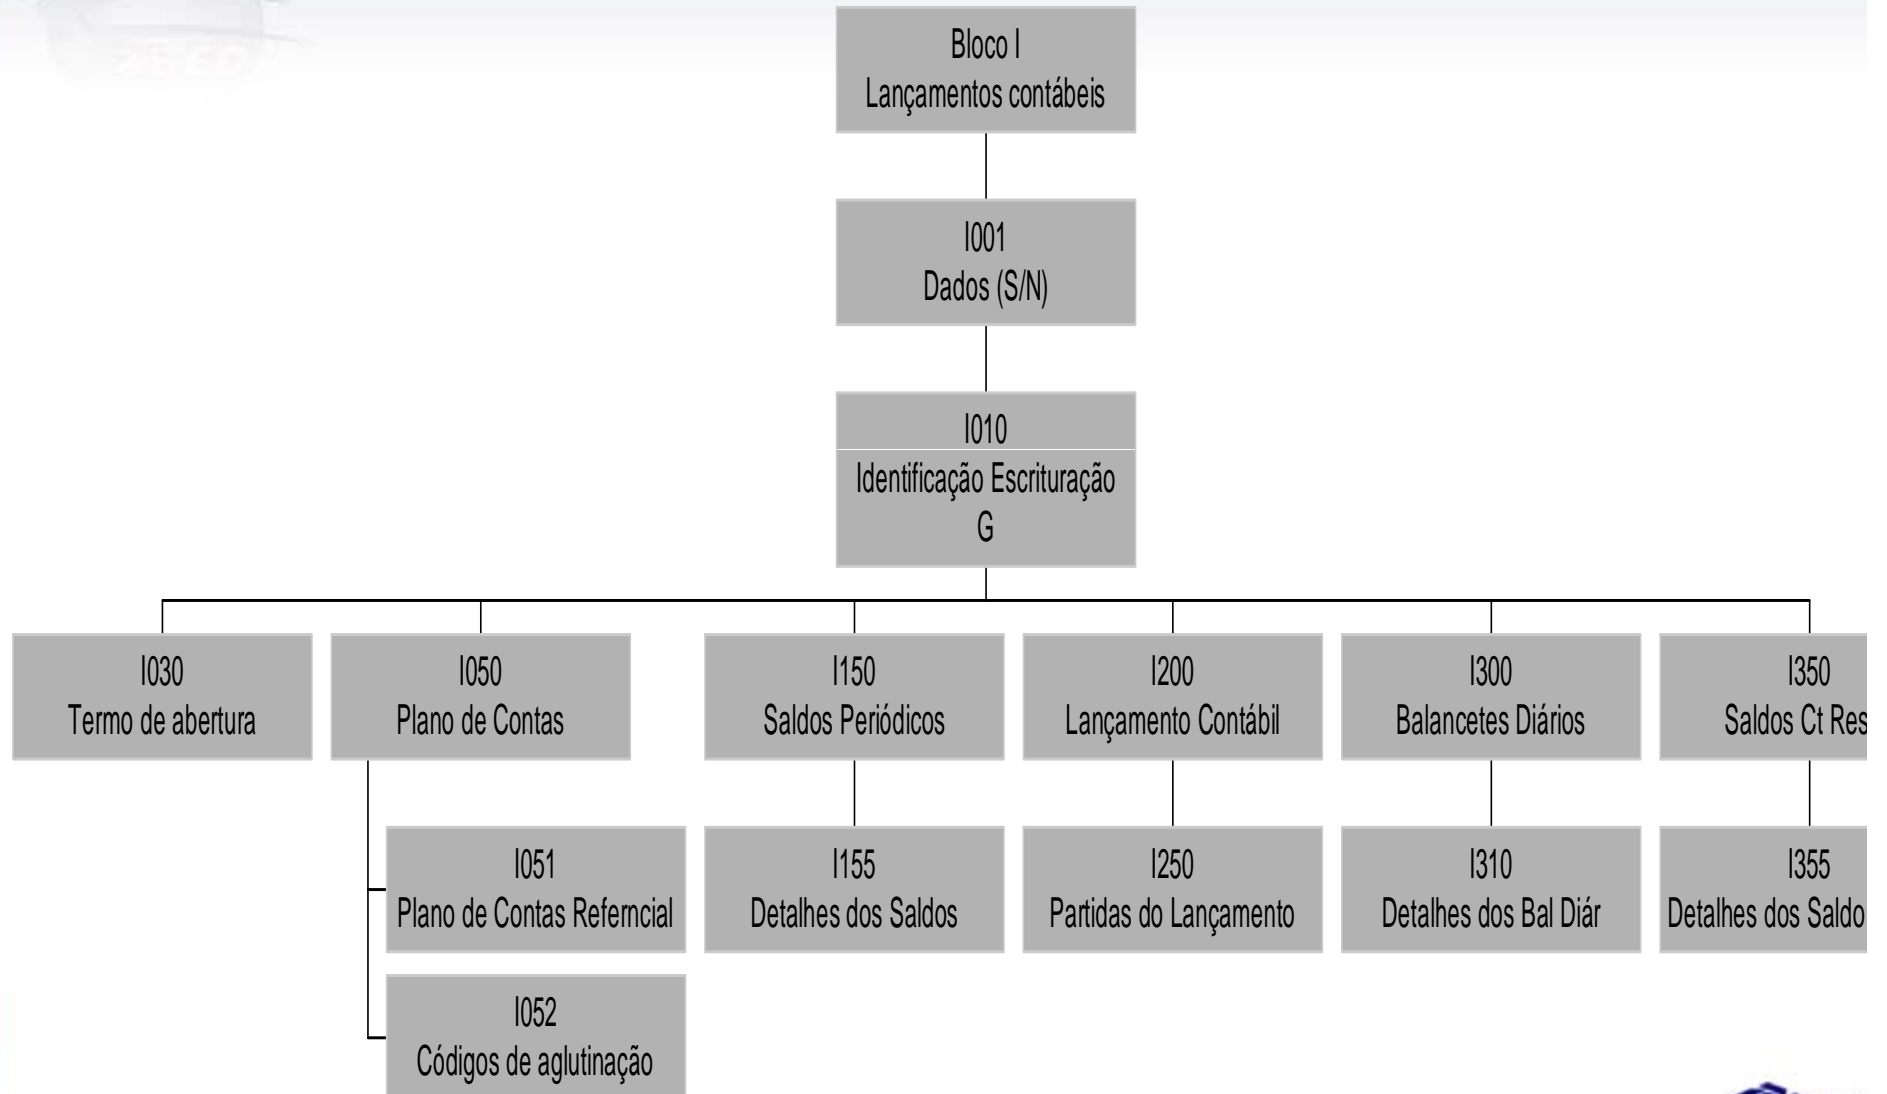 Bloco I
Lançamentos contábeis
I001
Dados (S/N)
I010
Identificação Escrituração
G
I030
Termo de abertura
I050
Plano de Contas
I150
Saldos Periódicos
I200
Lançamento Contábil
I300
Balancetes Diários
I350
Saldos Ct Res
I051
Plano de Contas Referncial
I155
Detalhes dos Saldos
I250
Partidas do Lançamento
I310
Detalhes dos Bal Diár
I355
Detalhes dos Saldo
I052
Códigos de aglutinação